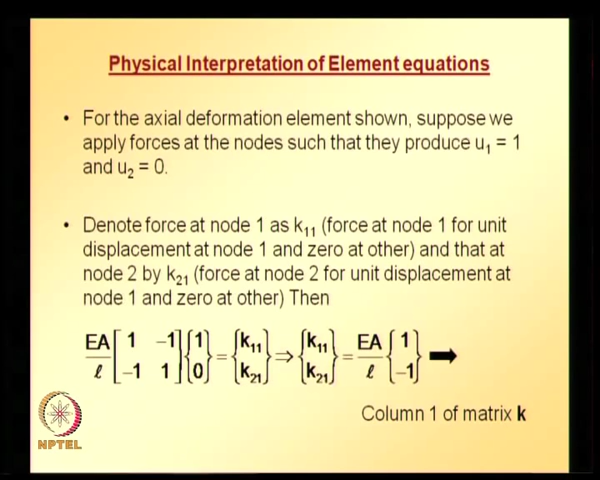 Physical Interpretation of Element equations
• For the axial deformation element shown, suppose we
apply forces at the nodes such that they produce u₁ = 1
and u₂ = 0.
• Denote force at node 1 as k₁₁ (force at node 1 for unit
displacement at node 1 and zero at other) and that at
node 2 by k₂₁ (force at node 2 for unit displacement at
node 1 and zero at other) Then
EA/ℓ [1 −1; −1 1] {1; 0} = {k₁₁; k₂₁} ⇒ {k₁₁; k₂₁} = EA/ℓ {1; −1} ➡
Column 1 of matrix k
NPTEL